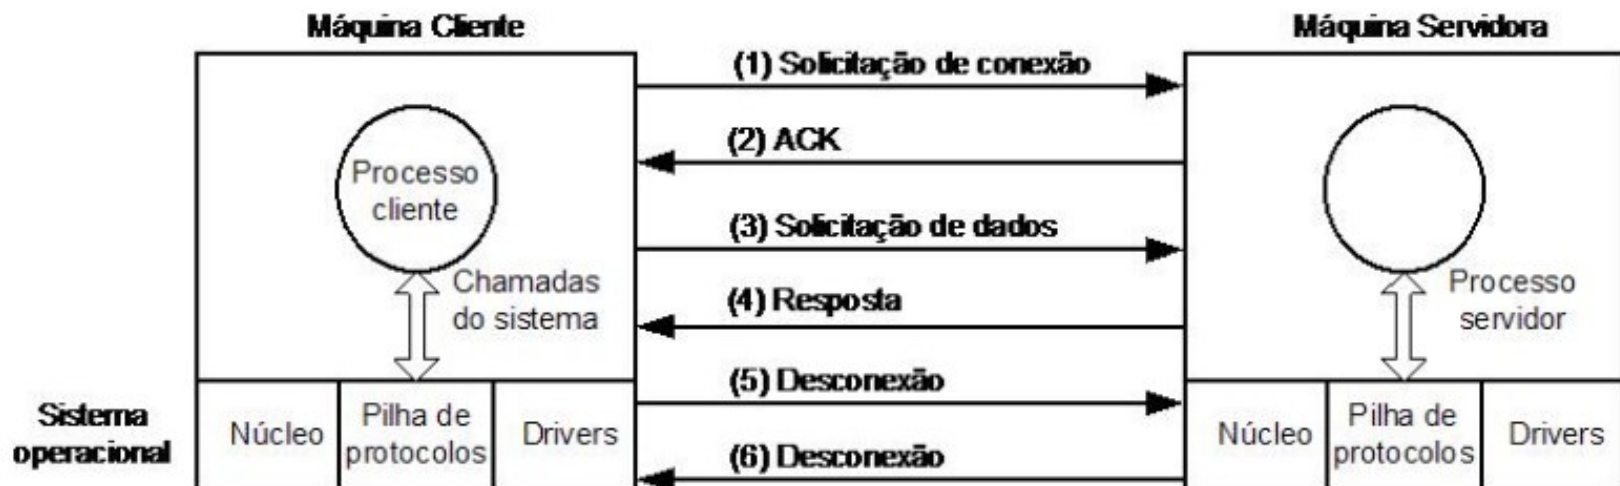 Máquina Cliente
Máquina Servidora
(1) Solicitação de conexão
(2) ACK
Processo
cliente
(3) Solicitação de dados
Chamadas
do sistema
(4) Resposta
Processo
servidor
(5) Desconexão
Sistema
operacional
Núcleo
Pilha de
protocolos
Drivers
(6) Desconexão
Núcleo
Pilha de
protocolos
Drivers